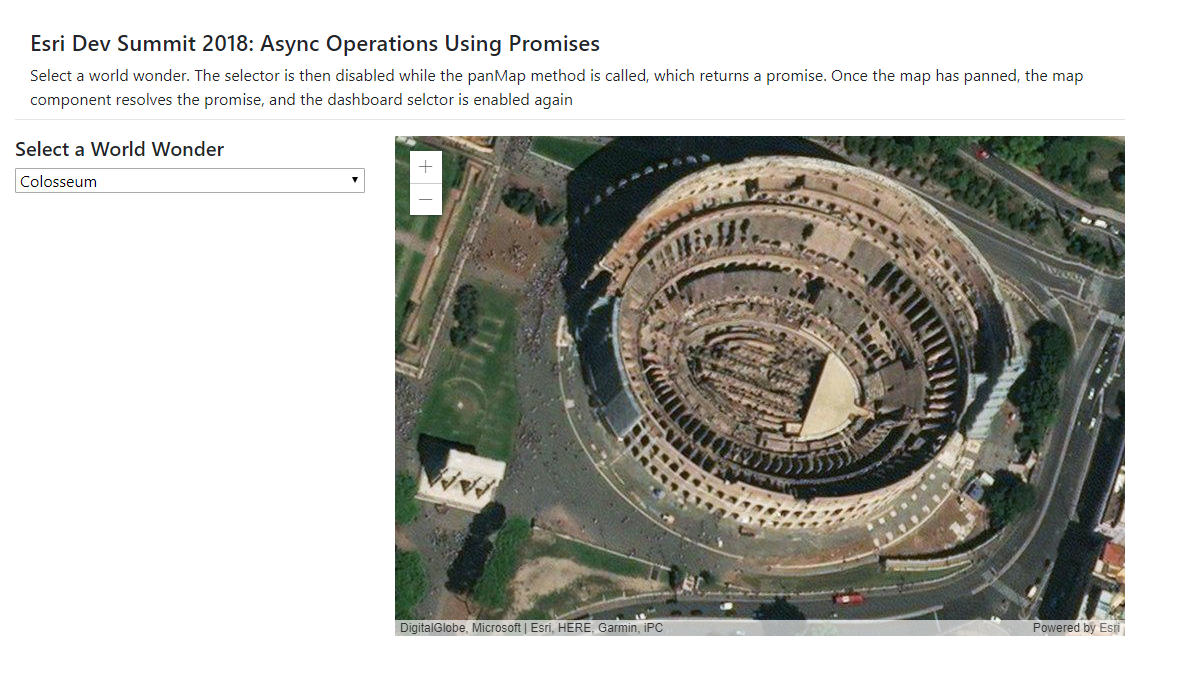 Esri Dev Summit 2018: Async Operations Using Promises
Select a world wonder. The selector is then disabled while the panMap method is called, which returns a promise. Once the map has panned, the map
component resolves the promise, and the dashboard selctor is enabled again
Select a World Wonder
Colosseum
+
−
DigitalGlobe, Microsoft | Esri, HERE, Garmin, iPC
Powered by Esri